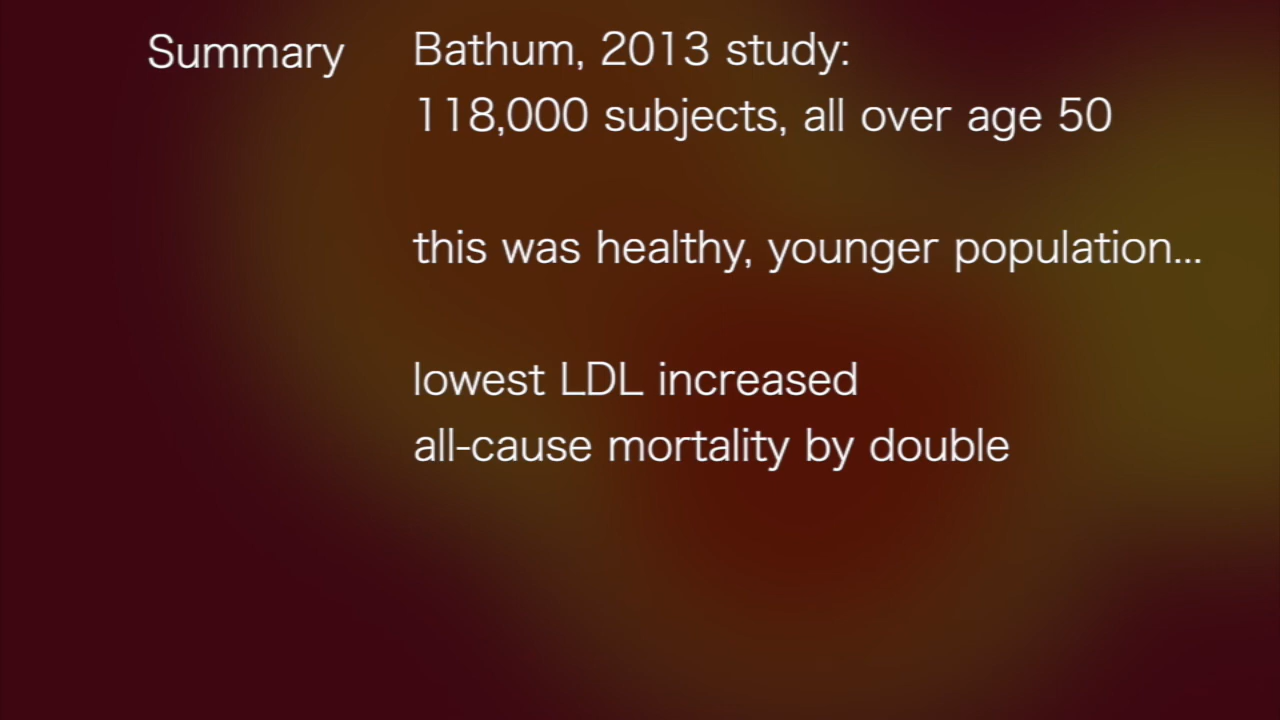 Summary
Bathum, 2013 study:
118,000 subjects, all over age 50
this was healthy, younger population...
lowest LDL increased
all-cause mortality by double